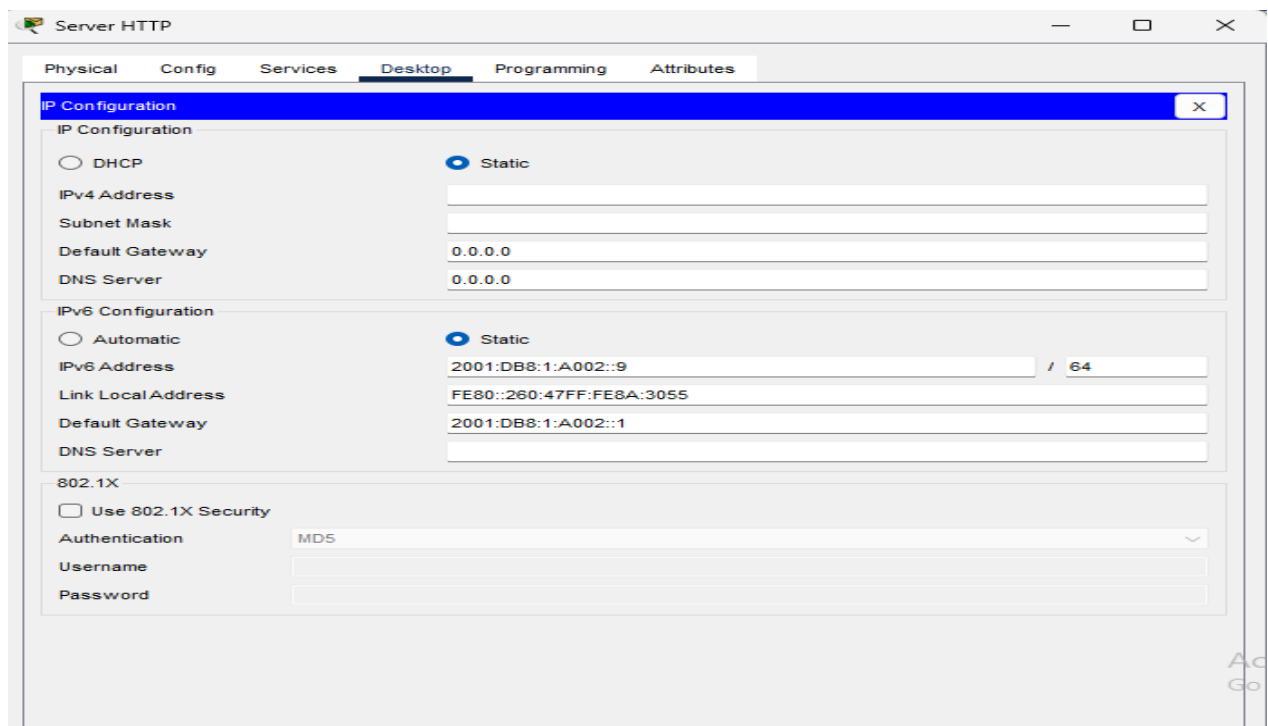 Server HTTP
Physical Config Services Desktop Programming Attributes
IP Configuration X
IP Configuration
DHCP Static
IPv4 Address
Subnet Mask
Default Gateway 0.0.0.0
DNS Server 0.0.0.0
IPv6 Configuration
Automatic Static
IPv6 Address 2001:DB8:1:A002::9 / 64
Link Local Address FE80::260:47FF:FE8A:3055
Default Gateway 2001:DB8:1:A002::1
DNS Server
802.1X
Use 802.1X Security
Authentication MD5
Username
Password
Ac
Go